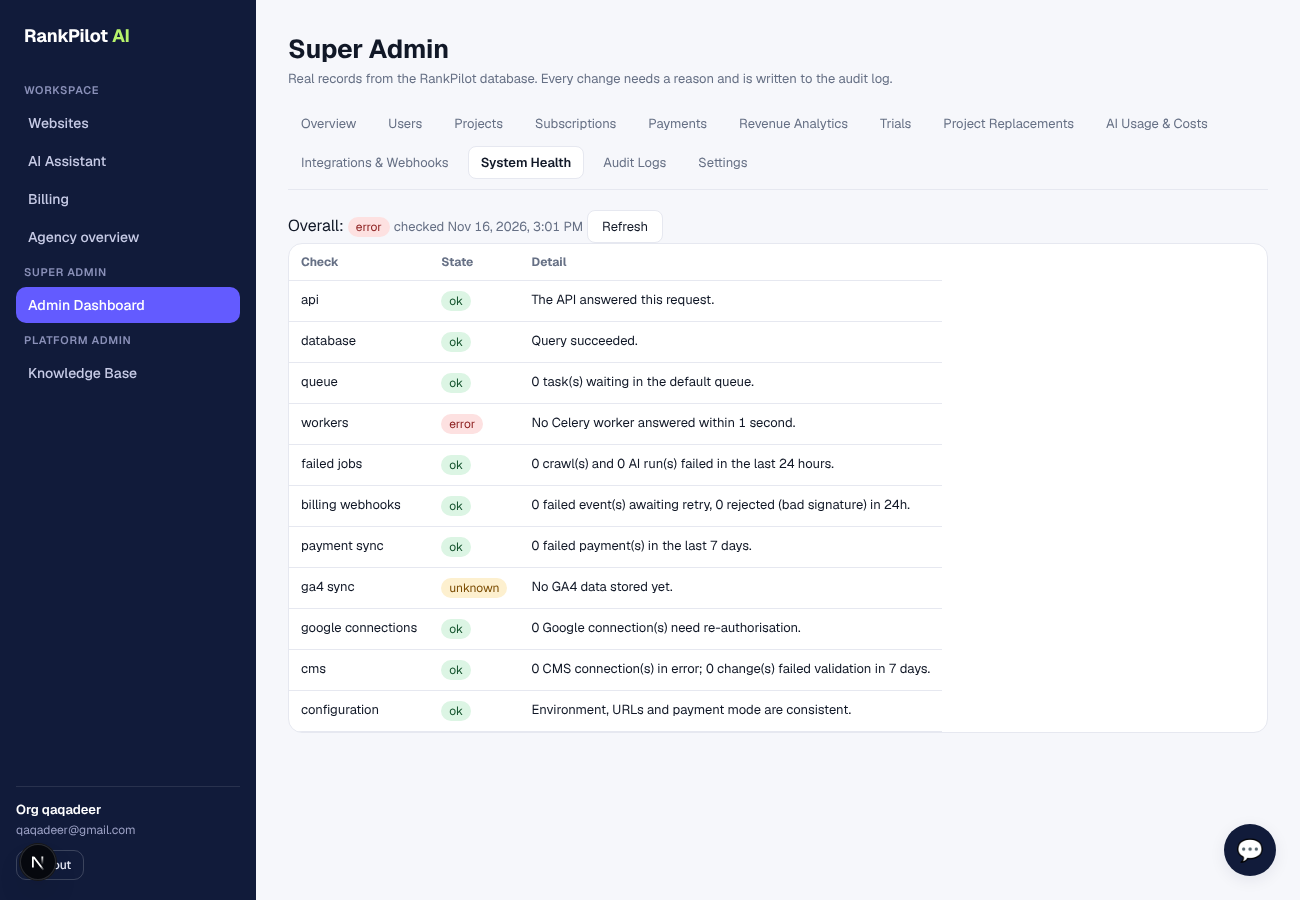 RankPilot AI
WORKSPACE
Websites
AI Assistant
Billing
Agency overview
SUPER ADMIN
Admin Dashboard
PLATFORM ADMIN
Knowledge Base
Org qaqadeer
qaqadeer@gmail.com
N
out
Super Admin
Real records from the RankPilot database. Every change needs a reason and is written to the audit log.
Overview Users Projects Subscriptions Payments Revenue Analytics Trials Project Replacements AI Usage & Costs
Integrations & Webhooks System Health Audit Logs Settings
Overall: error checked Nov 16, 2026, 3:01 PM Refresh
Check State Detail
api ok The API answered this request.
database ok Query succeeded.
queue ok 0 task(s) waiting in the default queue.
workers error No Celery worker answered within 1 second.
failed jobs ok 0 crawl(s) and 0 AI run(s) failed in the last 24 hours.
billing webhooks ok 0 failed event(s) awaiting retry, 0 rejected (bad signature) in 24h.
payment sync ok 0 failed payment(s) in the last 7 days.
ga4 sync unknown No GA4 data stored yet.
google connections ok 0 Google connection(s) need re-authorisation.
cms ok 0 CMS connection(s) in error; 0 change(s) failed validation in 7 days.
configuration ok Environment, URLs and payment mode are consistent.